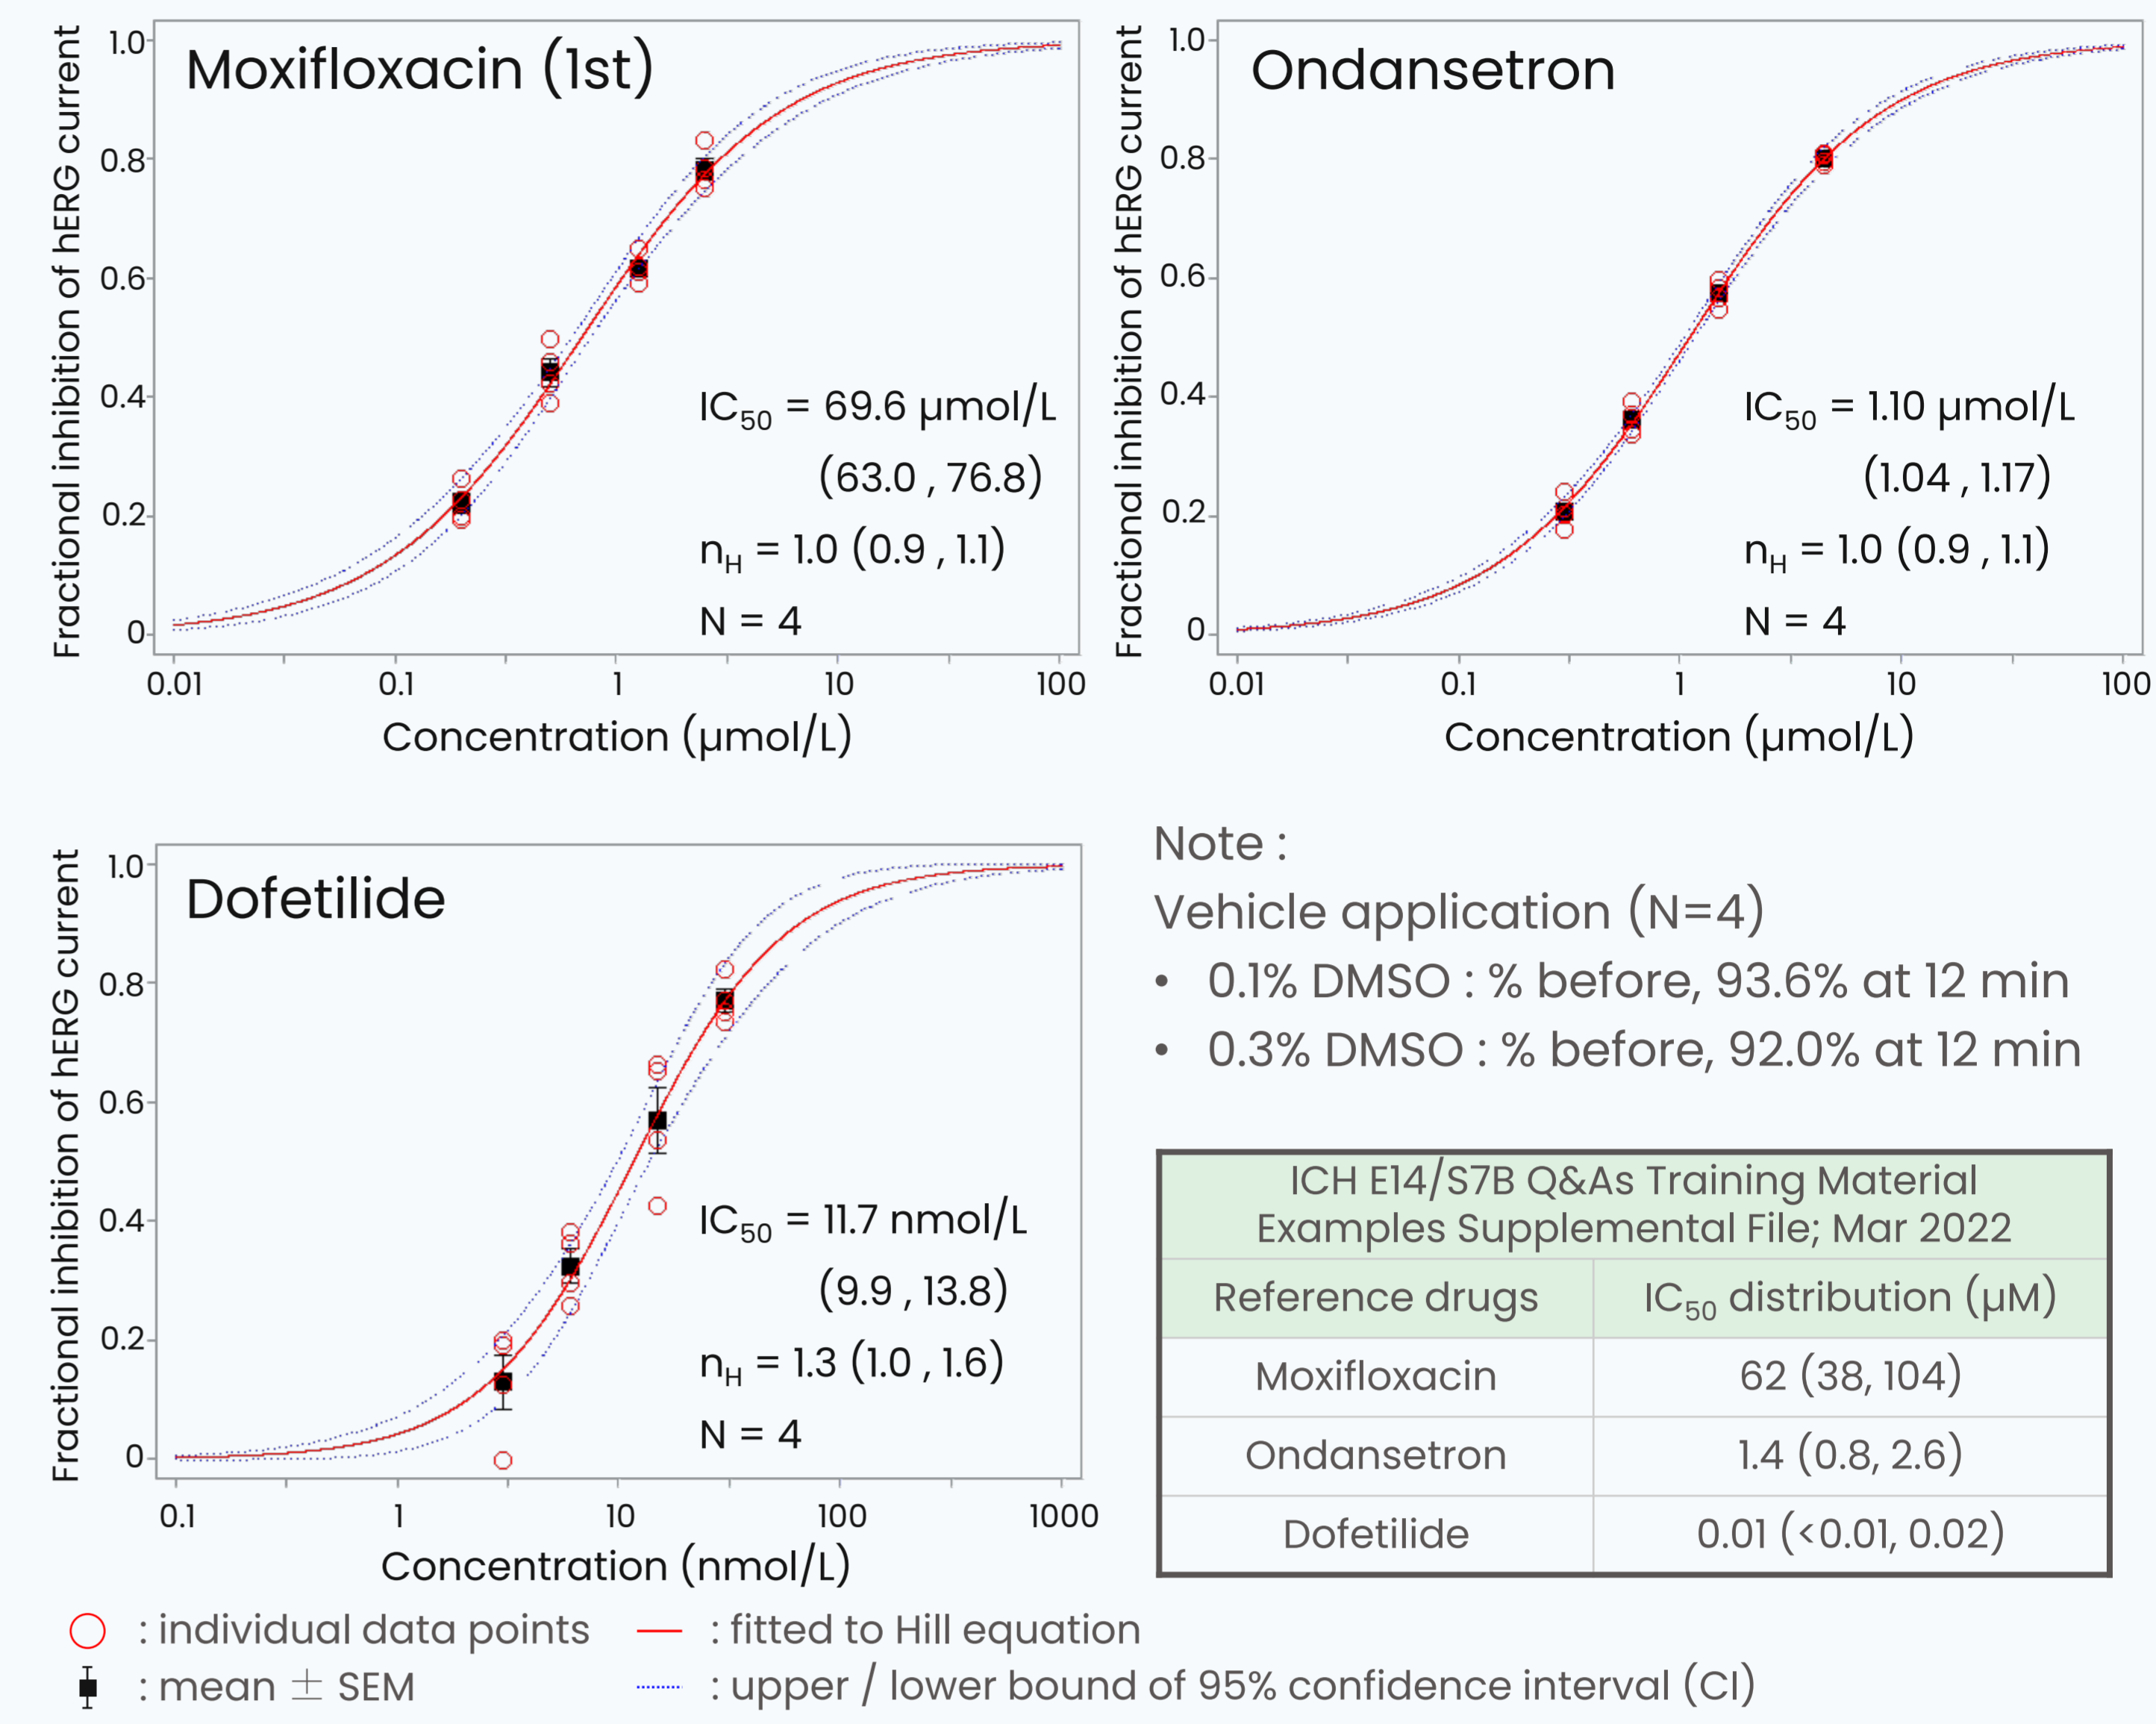 Moxifloxacin (1st)
Fractional inhibition of hERG current
1.0
0.8
0.6
0.4
0.2
0
IC50 = 69.6 µmol/L
(63.0 , 76.8)
nH = 1.0 (0.9 , 1.1)
N = 4
0.01 0.1 1 10 100
Concentration (µmol/L)
Ondansetron
Fractional inhibition of hERG current
1.0
0.8
0.6
0.4
0.2
0
IC50 = 1.10 µmol/L
(1.04 , 1.17)
nH = 1.0 (0.9 , 1.1)
N = 4
0.01 0.1 1 10 100
Concentration (µmol/L)
Dofetilide
Fractional inhibition of hERG current
1.0
0.8
0.6
0.4
0.2
0
IC50 = 11.7 nmol/L
(9.9 , 13.8)
nH = 1.3 (1.0 , 1.6)
N = 4
0.1 1 10 100 1000
Concentration (nmol/L)
Note :
Vehicle application (N=4)
• 0.1% DMSO : % before, 93.6% at 12 min
• 0.3% DMSO : % before, 92.0% at 12 min
ICH E14/S7B Q&As Training Material
Examples Supplemental File; Mar 2022
Reference drugs IC50 distribution (µM)
Moxifloxacin 62 (38, 104)
Ondansetron 1.4 (0.8, 2.6)
Dofetilide 0.01 (<0.01, 0.02)
: individual data points : fitted to Hill equation
: mean ± SEM : upper / lower bound of 95% confidence interval (CI)